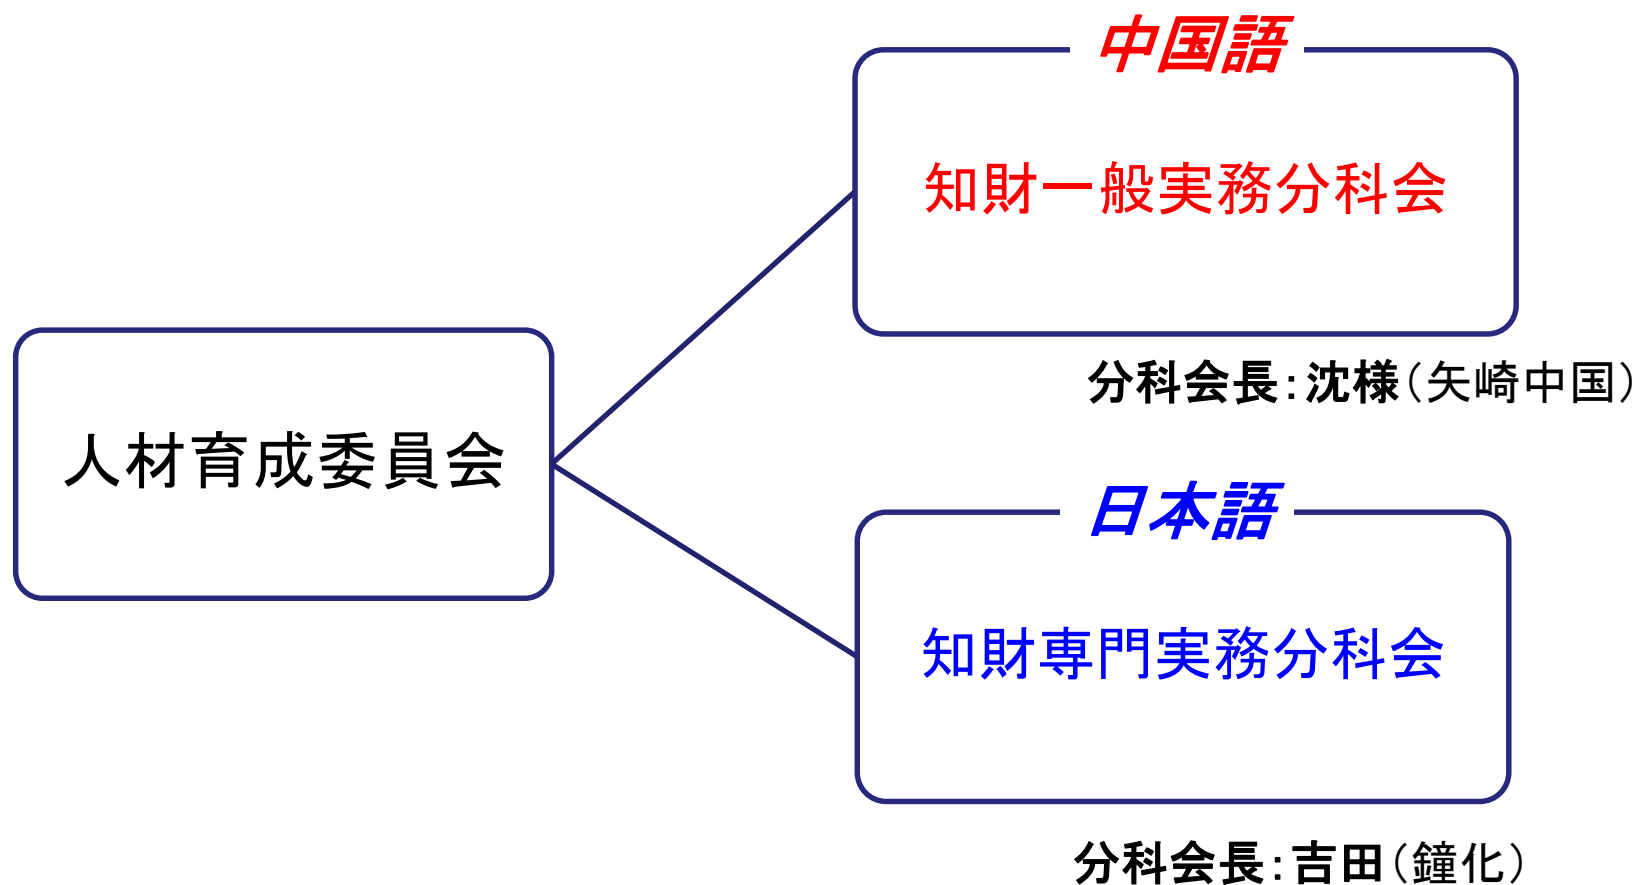 中国語
知財一般実務分科会
分科会長：沈様（矢崎中国）
人材育成委員会
日本語
知財専門実務分科会
分科会長：吉田（鐘化）